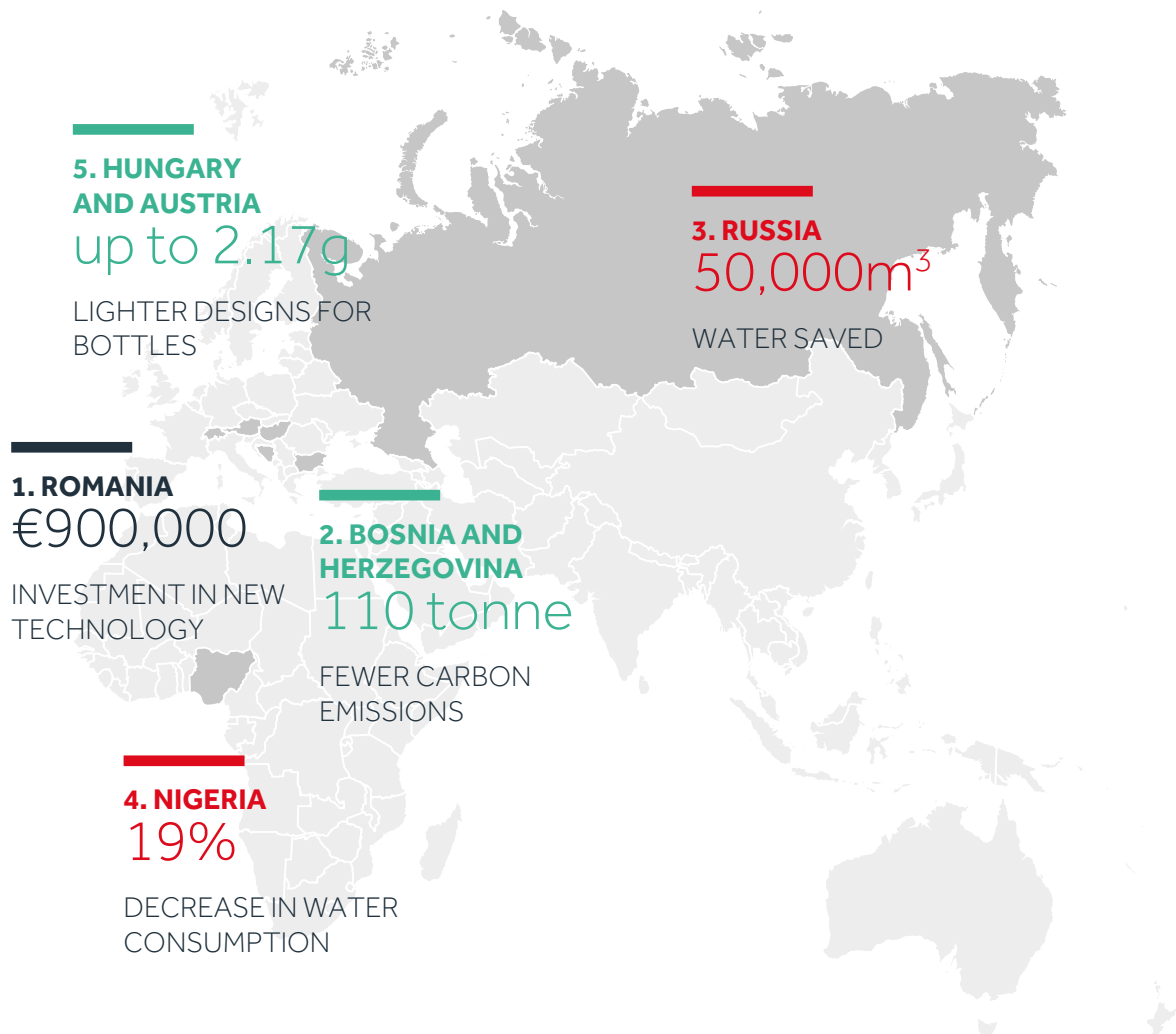 5. HUNGARY
AND AUSTRIA
up to 2.17g
LIGHTER DESIGNS FOR
BOTTLES
3. RUSSIA
50,000m³
WATER SAVED
1. ROMANIA
€900,000
INVESTMENT IN NEW
TECHNOLOGY
2. BOSNIA AND
HERZEGOVINA
110 tonne
FEWER CARBON
EMISSIONS
4. NIGERIA
19%
DECREASE IN WATER
CONSUMPTION